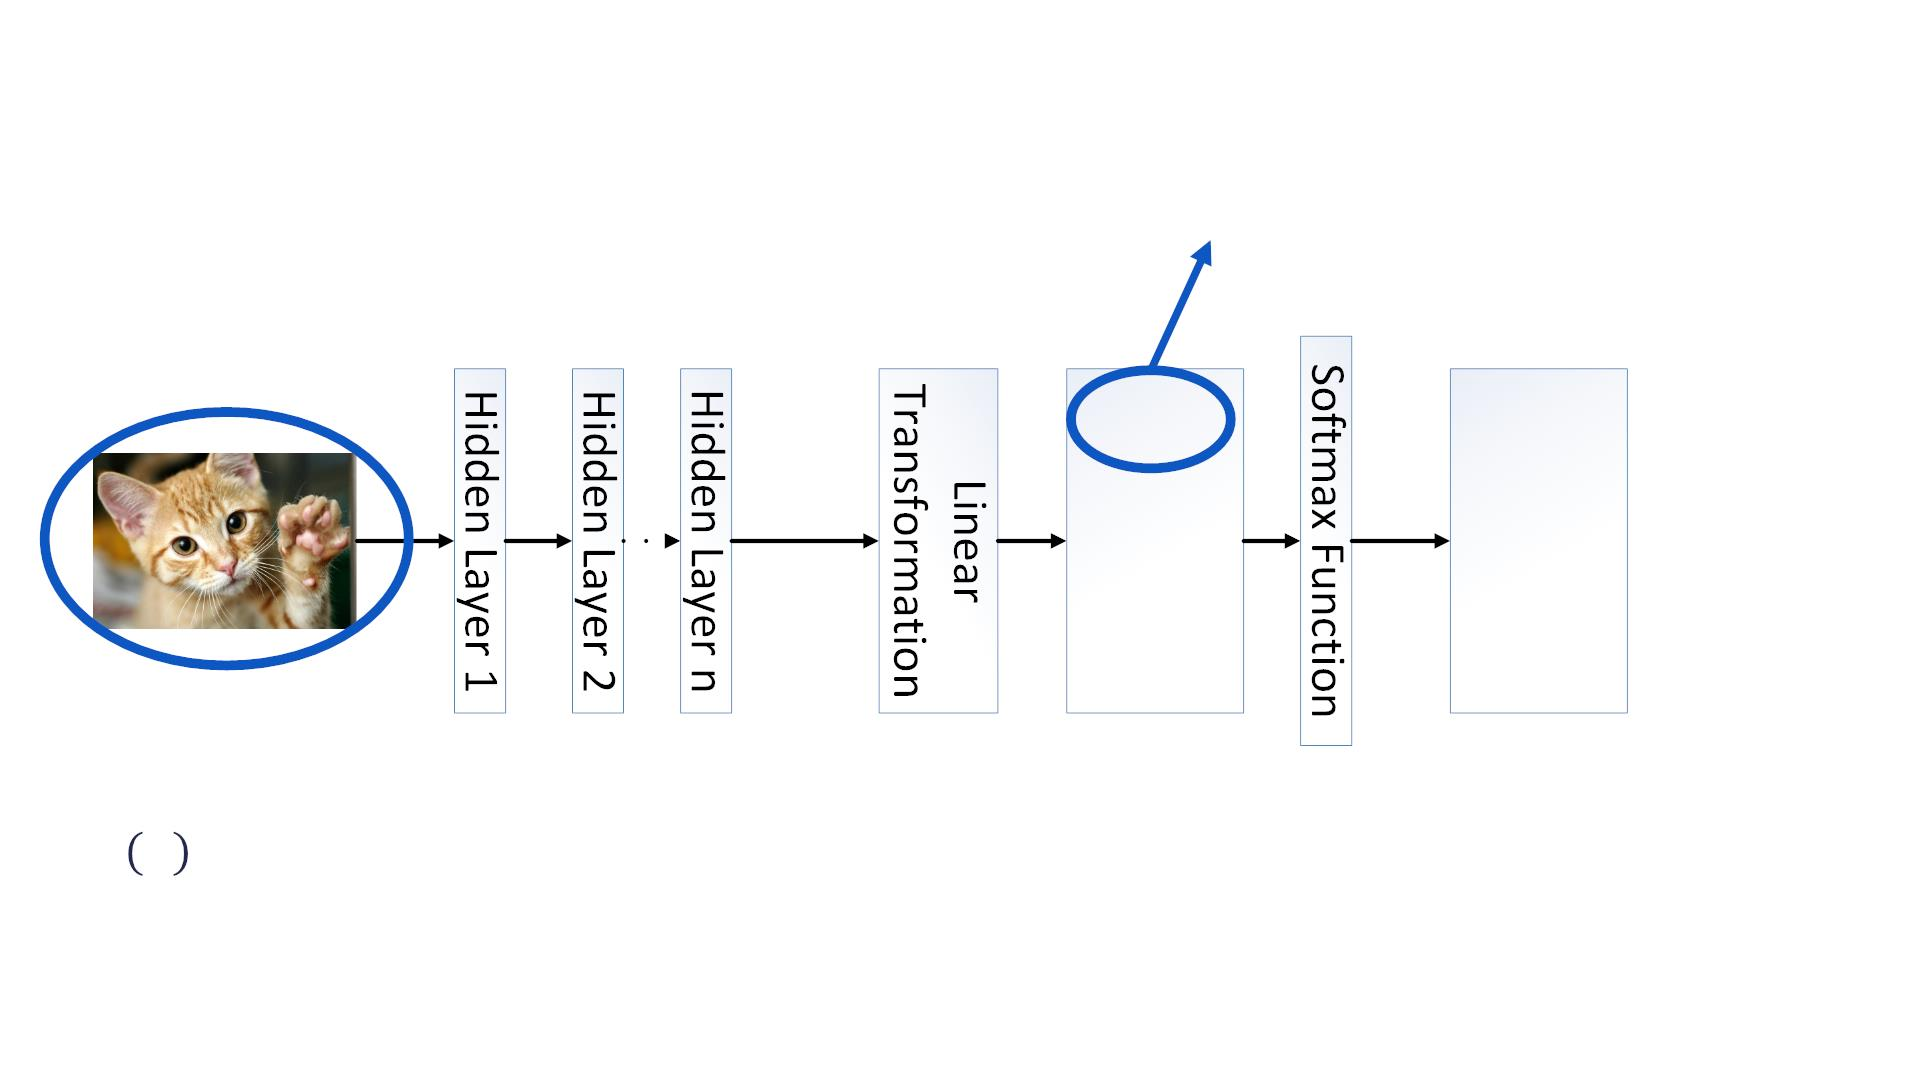 Hidden Layer 1
Hidden Layer 2
. .
Hidden Layer n
Linear
Transformation
Softmax Function
( )